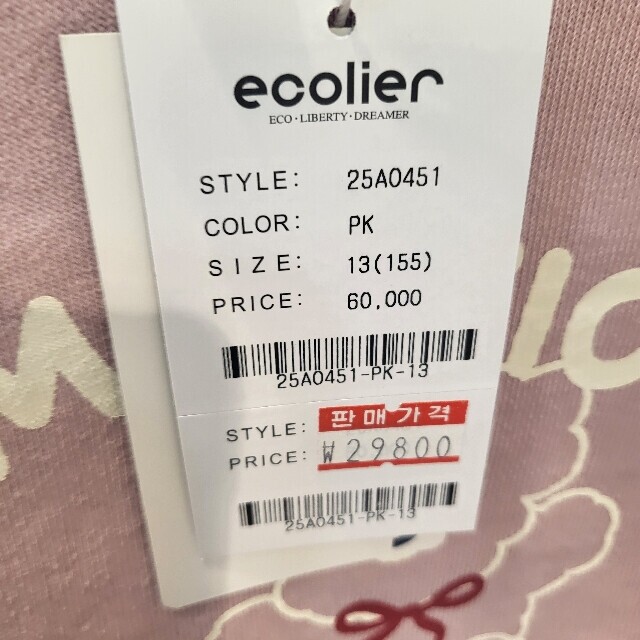 ecolier
ECO·LIBERTY·DREAMER
STYLE: 25A0451
COLOR: PK
SIZE: 13(155)
PRICE: 60,000
25A0451-PK-13
STYLE: 판매가격
PRICE: ₩29800
25A0451-PK-13